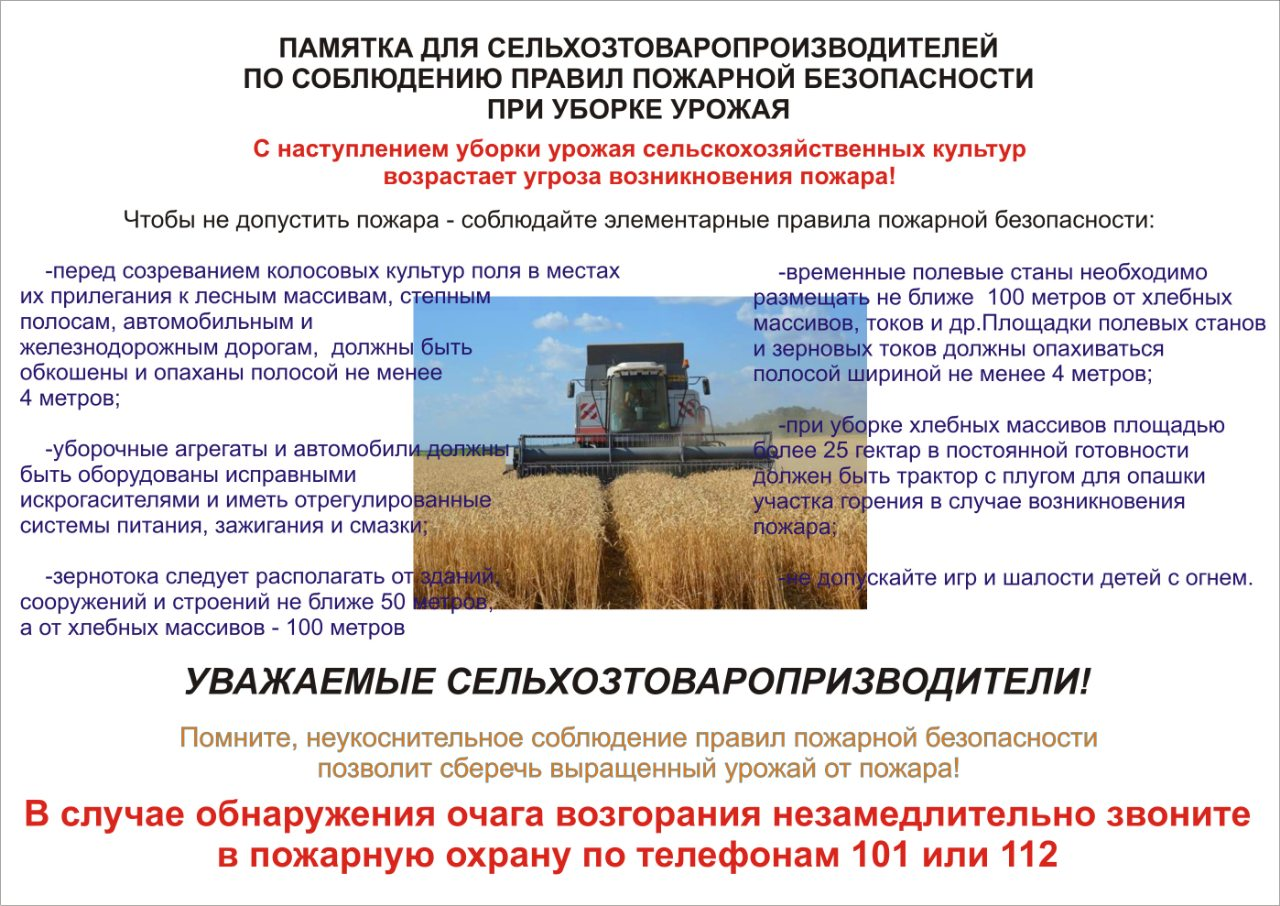 ПАМЯТКА ДЛЯ СЕЛЬХОЗТОВАРОПРОИЗВОДИТЕЛЕЙ
ПО СОБЛЮДЕНИЮ ПРАВИЛ ПОЖАРНОЙ БЕЗОПАСНОСТИ
ПРИ УБОРКЕ УРОЖАЯ
С наступлением уборки урожая сельскохозяйственных культур
возрастает угроза возникновения пожара!
Чтобы не допустить пожара - соблюдайте элементарные правила пожарной безопасности:
-перед созреванием колосовых культур поля в местах
их прилегания к лесным массивам, степным
полосам, автомобильным и
железнодорожным дорогам, должны быть
обкошены и опаханы полосой не менее
4 метров;
-уборочные агрегаты и автомобили должны
быть оборудованы исправными
искрогасителями и иметь отрегулированные
системы питания, зажигания и смазки;
-зернотока следует располагать от зданий,
сооружений и строений не ближе 50 метров,
а от хлебных массивов - 100 метров
-временные полевые станы необходимо
размещать не ближе 100 метров от хлебных
массивов, токов и др.Площадки полевых станов
и зерновых токов должны опахиваться
полосой шириной не менее 4 метров;
-при уборке хлебных массивов площадью
более 25 гектар в постоянной готовности
должен быть трактор с плугом для опашки
участка горения в случае возникновения
пожара;
-не допускайте игр и шалости детей с огнем.
УВАЖАЕМЫЕ СЕЛЬХОЗТОВАРОПРИЗВОДИТЕЛИ!
Помните, неукоснительное соблюдение правил пожарной безопасности
позволит сберечь выращенный урожай от пожара!
В случае обнаружения очага возгорания незамедлительно звоните
в пожарную охрану по телефонам 101 или 112